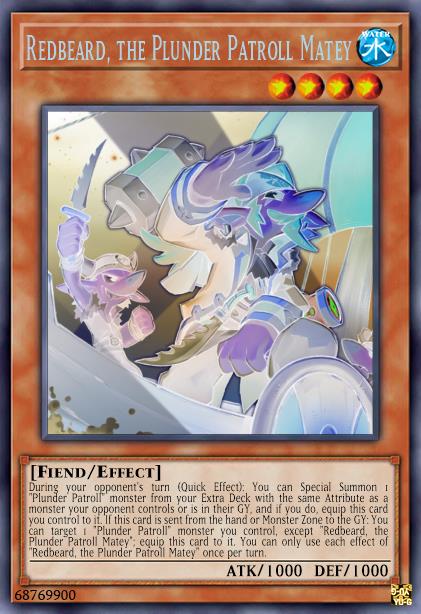 REDBEARD, THE PLUNDER PATROLL MATEY
WATER
水
[FIEND/EFFECT]
During your opponent's turn (Quick Effect): You can Special Summon 1
"Plunder Patroll" monster from your Extra Deck with the same Attribute as a
monster your opponent controls or is in their GY, and if you do, equip this card
you control to it. If this card is sent from the hand or Monster Zone to the GY: You
can target 1 "Plunder Patroll" monster you control, except "Redbeard, the
Plunder Patroll Matey"; equip this card to it. You can only use each effect of
"Redbeard, the Plunder Patroll Matey" once per turn.
ATK/1000 DEF/1000
68769900